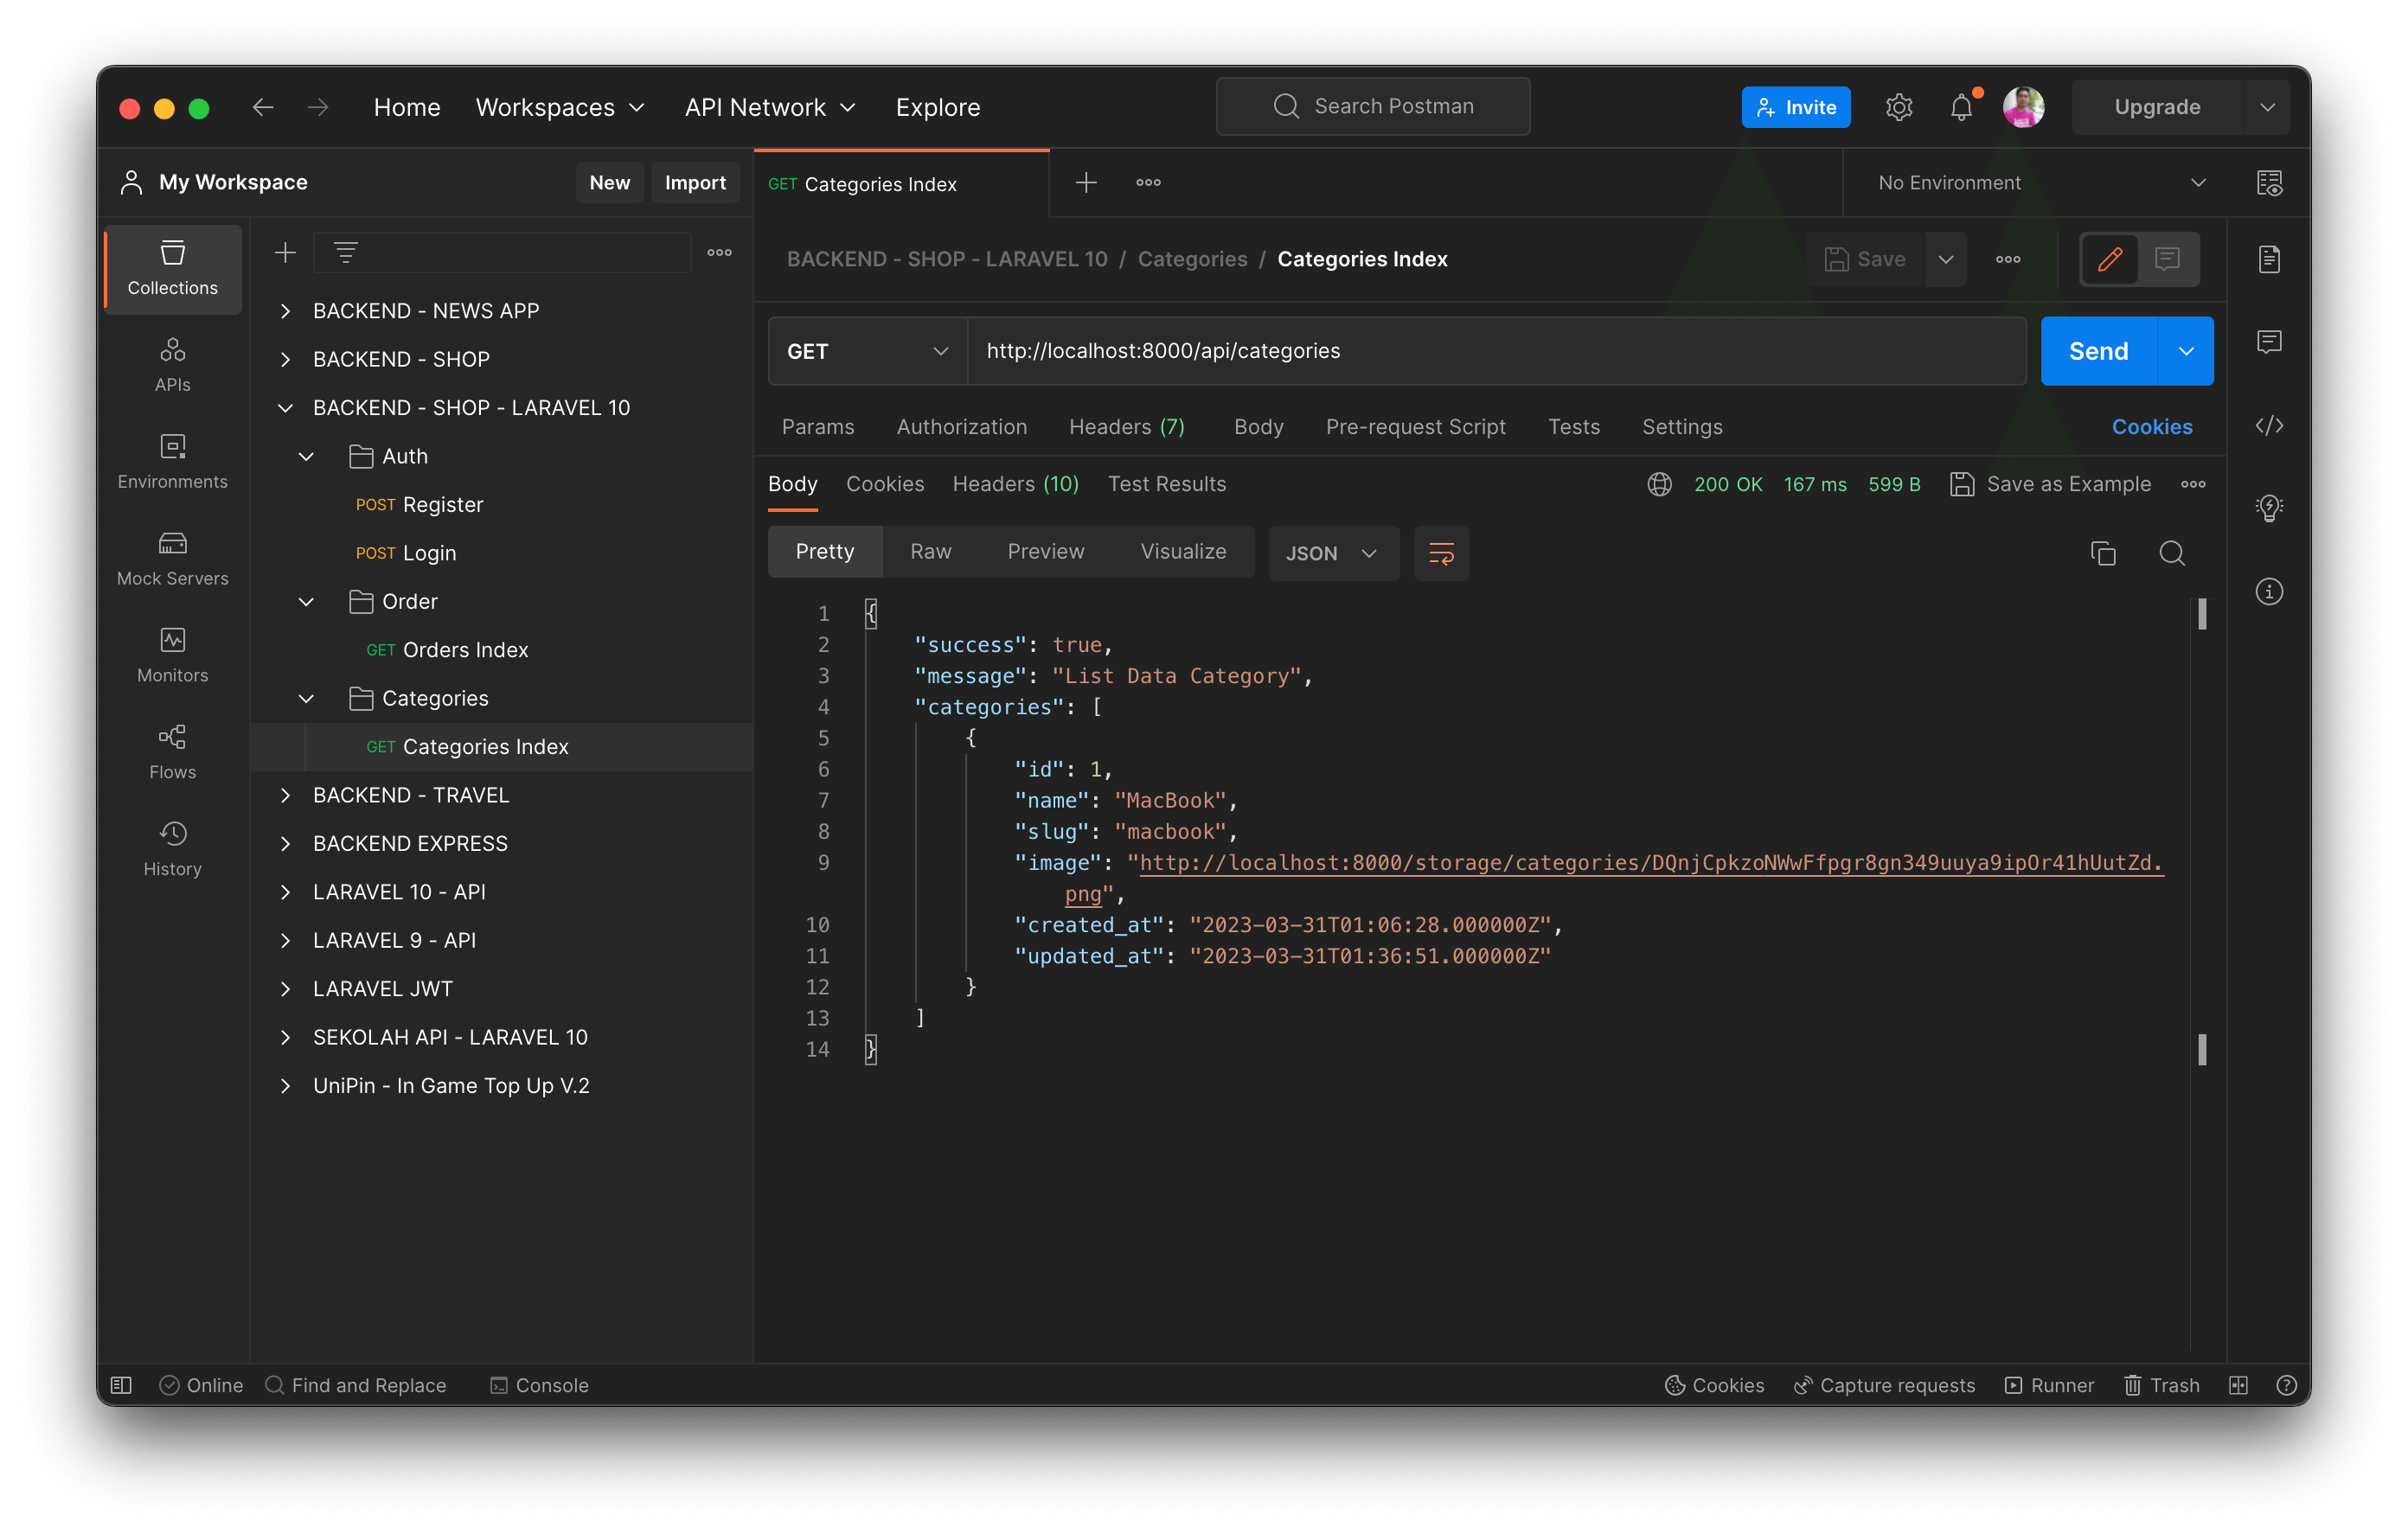 Home Workspaces API Network Explore Search Postman Invite Upgrade
My Workspace New Import GET Categories Index No Environment
Collections
APIs
Environments
Mock Servers
Monitors
Flows
History
BACKEND - NEWS APP
BACKEND - SHOP
BACKEND - SHOP - LARAVEL 10
Auth
POST Register
POST Login
Order
GET Orders Index
Categories
GET Categories Index
BACKEND - TRAVEL
BACKEND EXPRESS
LARAVEL 10 - API
LARAVEL 9 - API
LARAVEL JWT
SEKOLAH API - LARAVEL 10
UniPin - In Game Top Up V.2
BACKEND - SHOP - LARAVEL 10 / Categories / Categories Index Save
GET http://localhost:8000/api/categories Send
Params Authorization Headers (7) Body Pre-request Script Tests Settings Cookies
Body Cookies Headers (10) Test Results 200 OK 167 ms 599 B Save as Example
Pretty Raw Preview Visualize JSON
1 {
2 "success": true,
3 "message": "List Data Category",
4 "categories": [
5 {
6 "id": 1,
7 "name": "MacBook",
8 "slug": "macbook",
9 "image": "http://localhost:8000/storage/categories/DQnjCpkzoNWwFfpgr8gn349uuya9ipOr41hUutZd.
png",
10 "created_at": "2023-03-31T01:06:28.000000Z",
11 "updated_at": "2023-03-31T01:36:51.000000Z"
12 }
13 ]
14 }
Online Find and Replace Console Cookies Capture requests Runner Trash